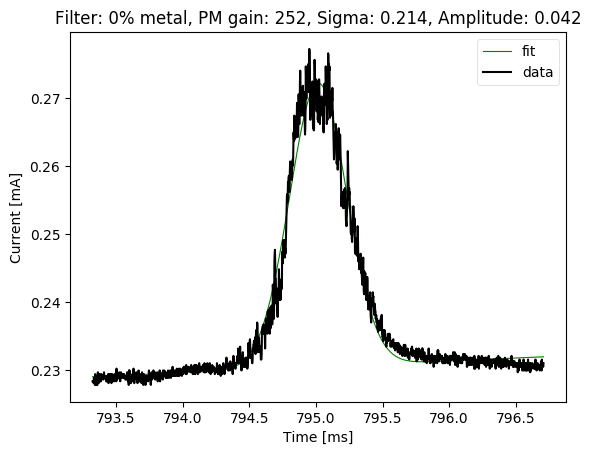 Filter: 0% metal, PM gain: 252, Sigma: 0.214, Amplitude: 0.042
fit
data
0.27
0.26
0.25
0.24
0.23
Current [mA]
793.5 794.0 794.5 795.0 795.5 796.0 796.5
Time [ms]